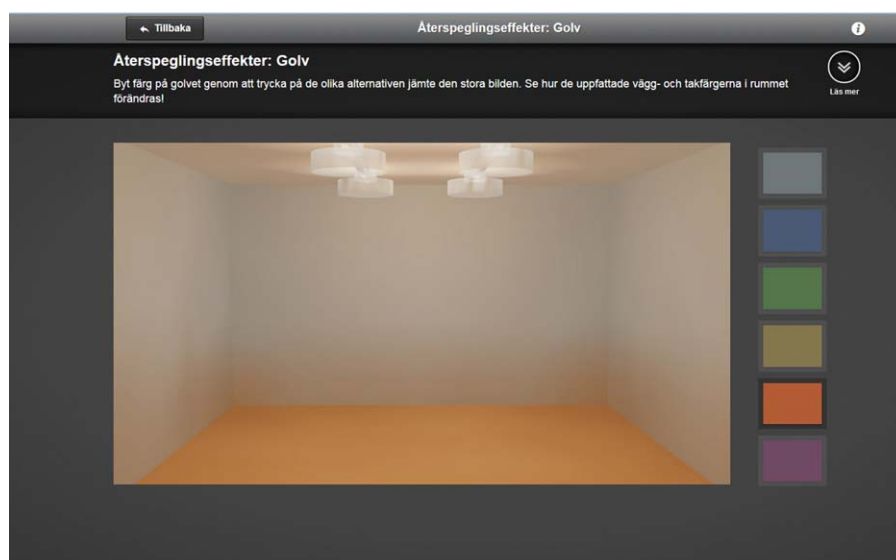 Tillbaka
Återspeglingseffekter: Golv
Återspeglingseffekter: Golv
Byt färg på golvet genom att trycka på de olika alternativen jämte den stora bilden. Se hur de uppfattade vägg- och takfärgerna i rummet
förändras!
Läs mer